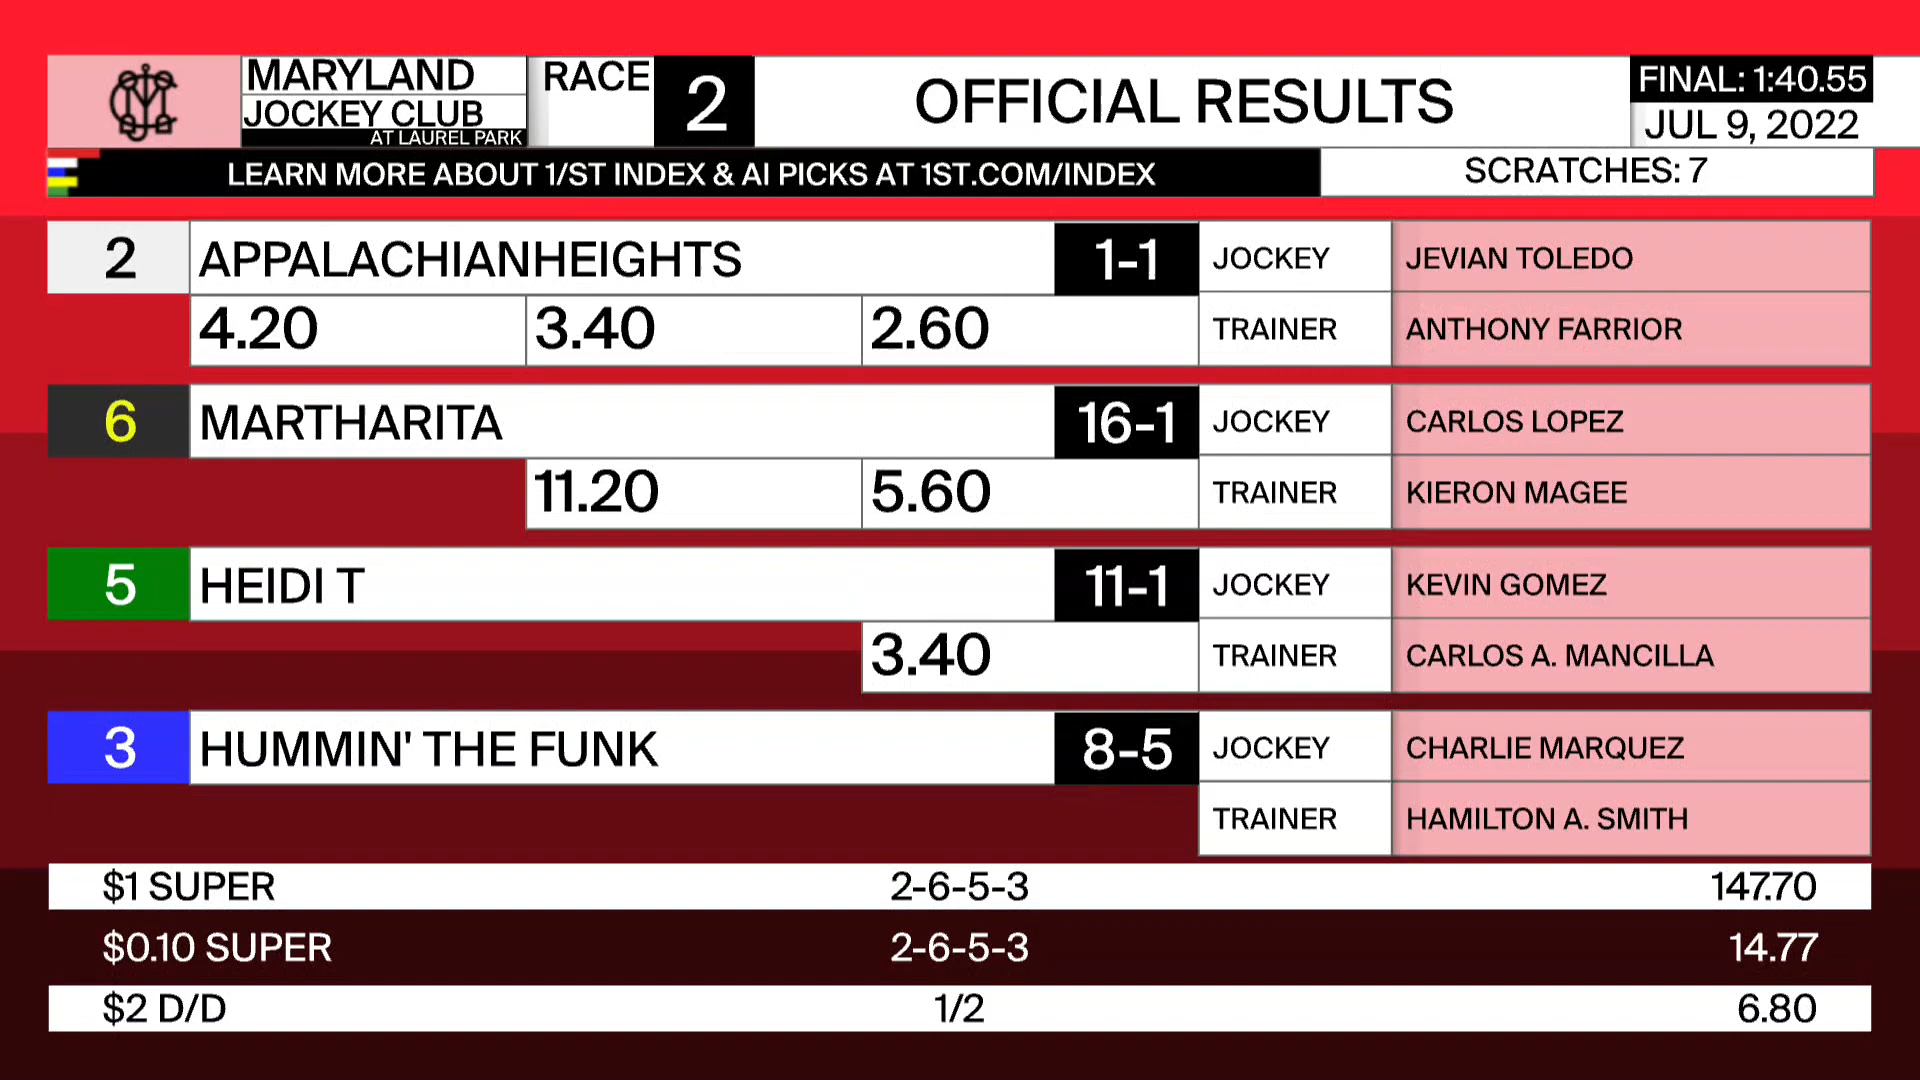 MARYLAND
JOCKEY CLUB
AT LAUREL PARK
RACE 2
OFFICIAL RESULTS
FINAL: 1:40.55
JUL 9, 2022
LEARN MORE ABOUT 1/ST INDEX & AI PICKS AT 1ST.COM/INDEX
SCRATCHES: 7
2 APPALACHIANHEIGHTS 1-1 JOCKEY JEVIAN TOLEDO
4.20 3.40 2.60 TRAINER ANTHONY FARRIOR
6 MARTHARITA 16-1 JOCKEY CARLOS LOPEZ
11.20 5.60 TRAINER KIERON MAGEE
5 HEIDI T 11-1 JOCKEY KEVIN GOMEZ
3.40 TRAINER CARLOS A. MANCILLA
3 HUMMIN' THE FUNK 8-5 JOCKEY CHARLIE MARQUEZ
TRAINER HAMILTON A. SMITH
$1 SUPER 2-6-5-3 147.70
$0.10 SUPER 2-6-5-3 14.77
$2 D/D 1/2 6.80